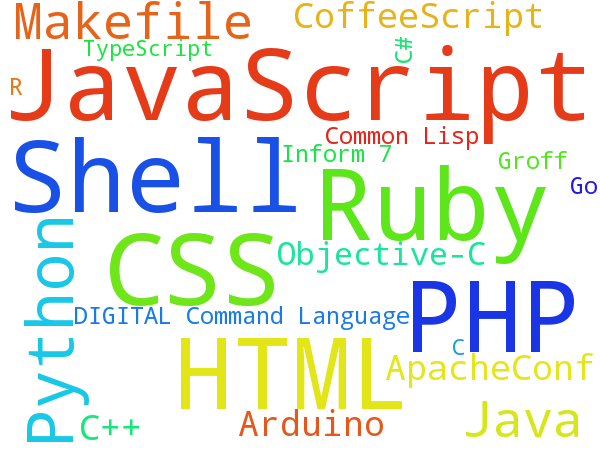 Makefile
CoffeeScript
TypeScript
C#
JavaScript
R
Common Lisp
Shell
Inform 7
Groff
Ruby
Go
Python
CSS
Objective-C
PHP
DIGITAL Command Language
C
HTML
ApacheConf
C++
Arduino
Java